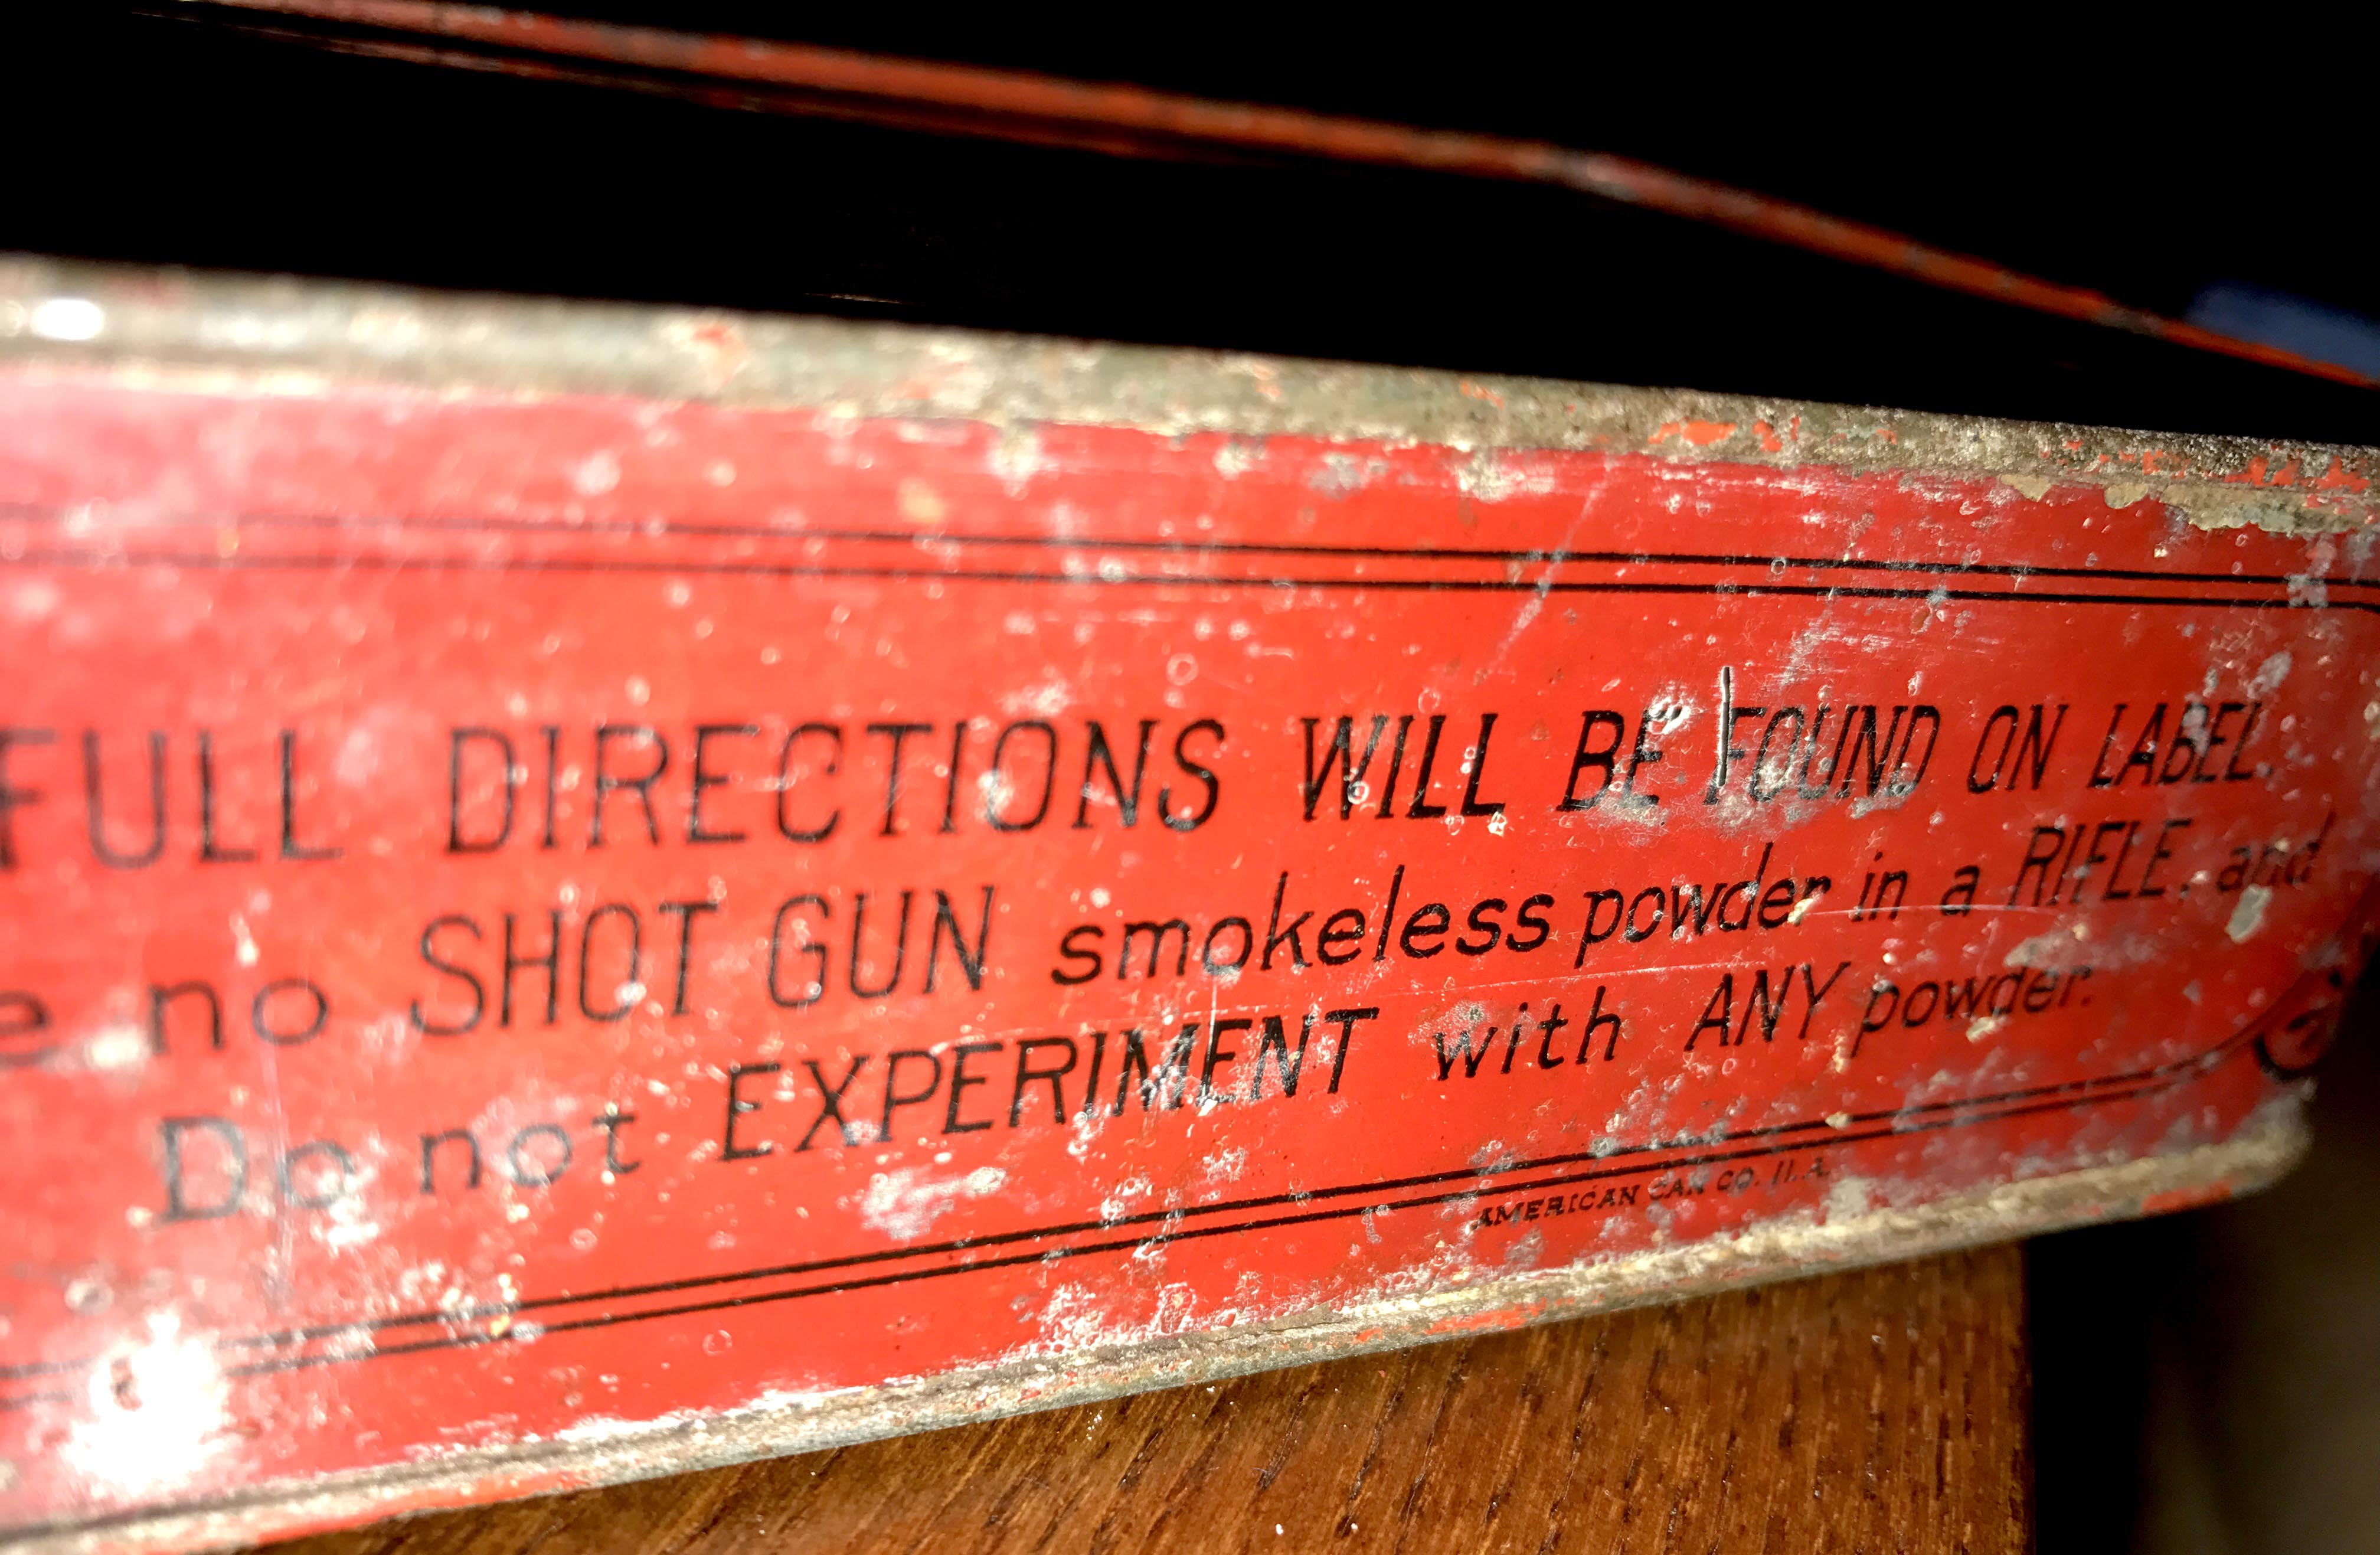 FULL DIRECTIONS WILL BE FOUND ON LABEL.
e no SHOT GUN smokeless powder in a RIFLE, and
Do not EXPERIMENT with ANY powder.
AMERICAN CAN CO. 11.A.